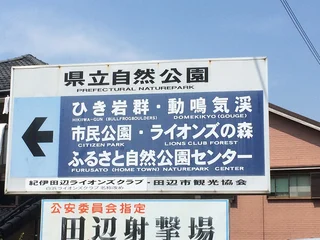 県立自然公園
PREFECTURAL NATUREPARK
ひき岩群・動鳴気渓
HIKIIWA-GUN (BULLFROGBOULDERS) DOMEKIKYO (GOUGE)
市民公園・ライオンズの森
CITIZEN PARK LIONS CLUB FOREST
ふるさと自然公園センター
FURUSATO (HOME TOWN) NATUREPARK CENTER
紀伊田辺ライオンズクラブ・田辺市観光協会
公安委員会指定
田辺射撃場